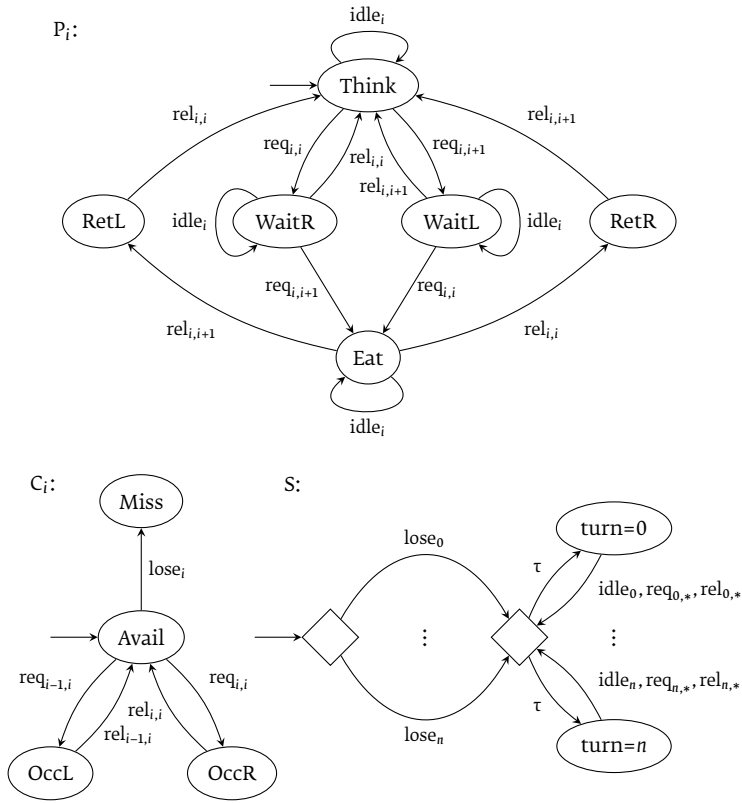 P_i:
idle_i
Think
rel_{i,i}
req_{i,i}
rel_{i,i}
rel_{i,i+1}
req_{i,i+1}
rel_{i,i+1}
RetL
idle_i
WaitR
WaitL
idle_i
RetR
req_{i,i+1}
req_{i,i}
rel_{i,i+1}
Eat
rel_{i,i}
idle_i
C_i:
Miss
lose_i
Avail
req_{i−1,i}
rel_{i−1,i}
rel_{i,i}
req_{i,i}
OccL
OccR
S:
lose_0
⋮
lose_n
τ
turn=0
idle_0, req_{0,*}, rel_{0,*}
⋮
idle_n, req_{n,*}, rel_{n,*}
τ
turn=n